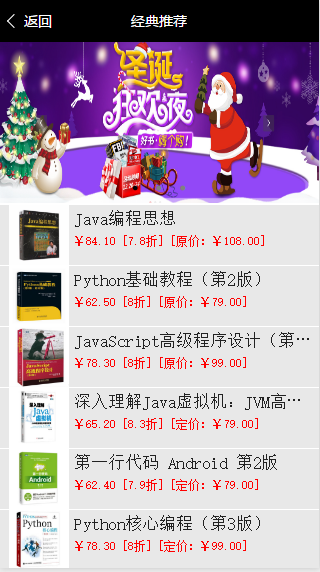 返回
经典推荐
圣诞
狂欢夜
好书·购个购！
Java编程思想
￥84.10 [7.8折] [原价：￥108.00]
Python基础教程（第2版）
￥62.50 [8折] [原价：￥79.00]
JavaScript高级程序设计（第…
￥78.30 [8折] [原价：￥99.00]
深入理解Java虚拟机：JVM高…
￥65.20 [8.3折] [定价：￥79.00]
第一行代码 Android 第2版
￥62.40 [7.9折] [定价：￥79.00]
Python核心编程（第3版）
￥78.30 [8折] [定价：￥99.00]